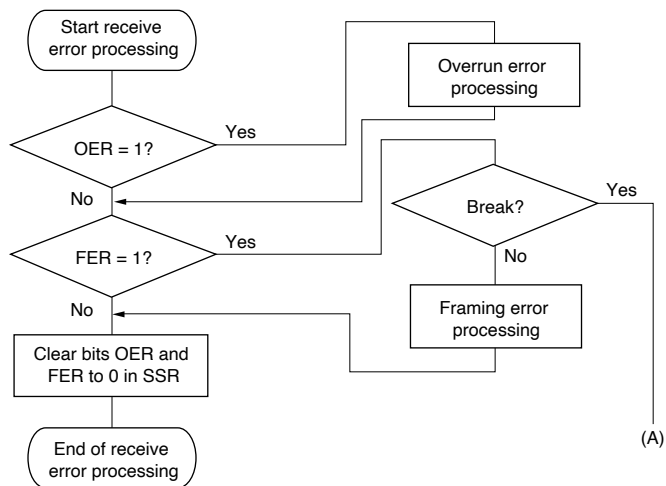 Start receive
error processing
Overrun error
processing
Yes
OER = 1?
No
Yes
Break?
Yes
FER = 1?
No
No
Framing error
processing
Clear bits OER and
FER to 0 in SSR
(A)
End of receive
error processing